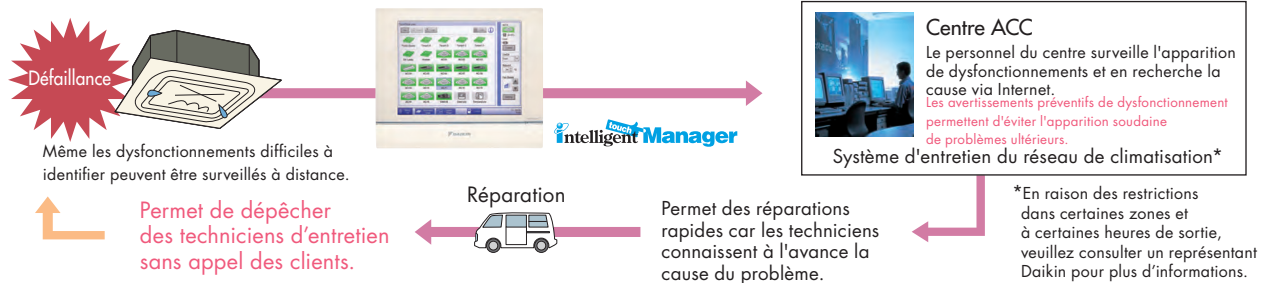 Défaillance
Même les dysfonctionnements difficiles à
identifier peuvent être surveillés à distance.
intelligent touch Manager
Centre ACC
Le personnel du centre surveille l'apparition
de dysfonctionnements et en recherche la
cause via Internet.
Les avertissements préventifs de dysfonctionnement
permettent d'éviter l'apparition soudaine
de problèmes ultérieurs.
Système d'entretien du réseau de climatisation*
*En raison des restrictions
dans certaines zones et
à certaines heures de sortie,
veuillez consulter un représentant
Daikin pour plus d’informations.
Permet des réparations
rapides car les techniciens
connaissent à l'avance la
cause du problème.
Réparation
Permet de dépêcher
des techniciens d’entretien
sans appel des clients.